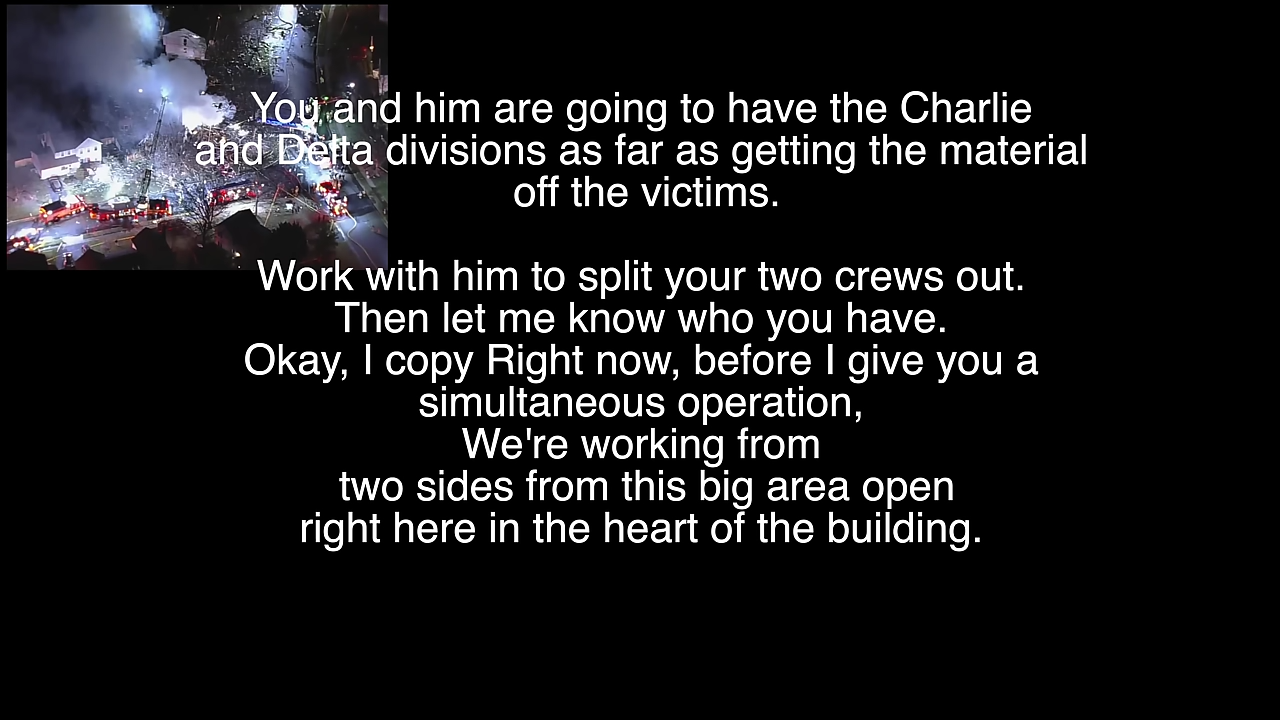 You and him are going to have the Charlie
and Delta divisions as far as getting the material
off the victims.
Work with him to split your two crews out.
Then let me know who you have.
Okay, I copy Right now, before I give you a
simultaneous operation,
We're working from
two sides from this big area open
right here in the heart of the building.